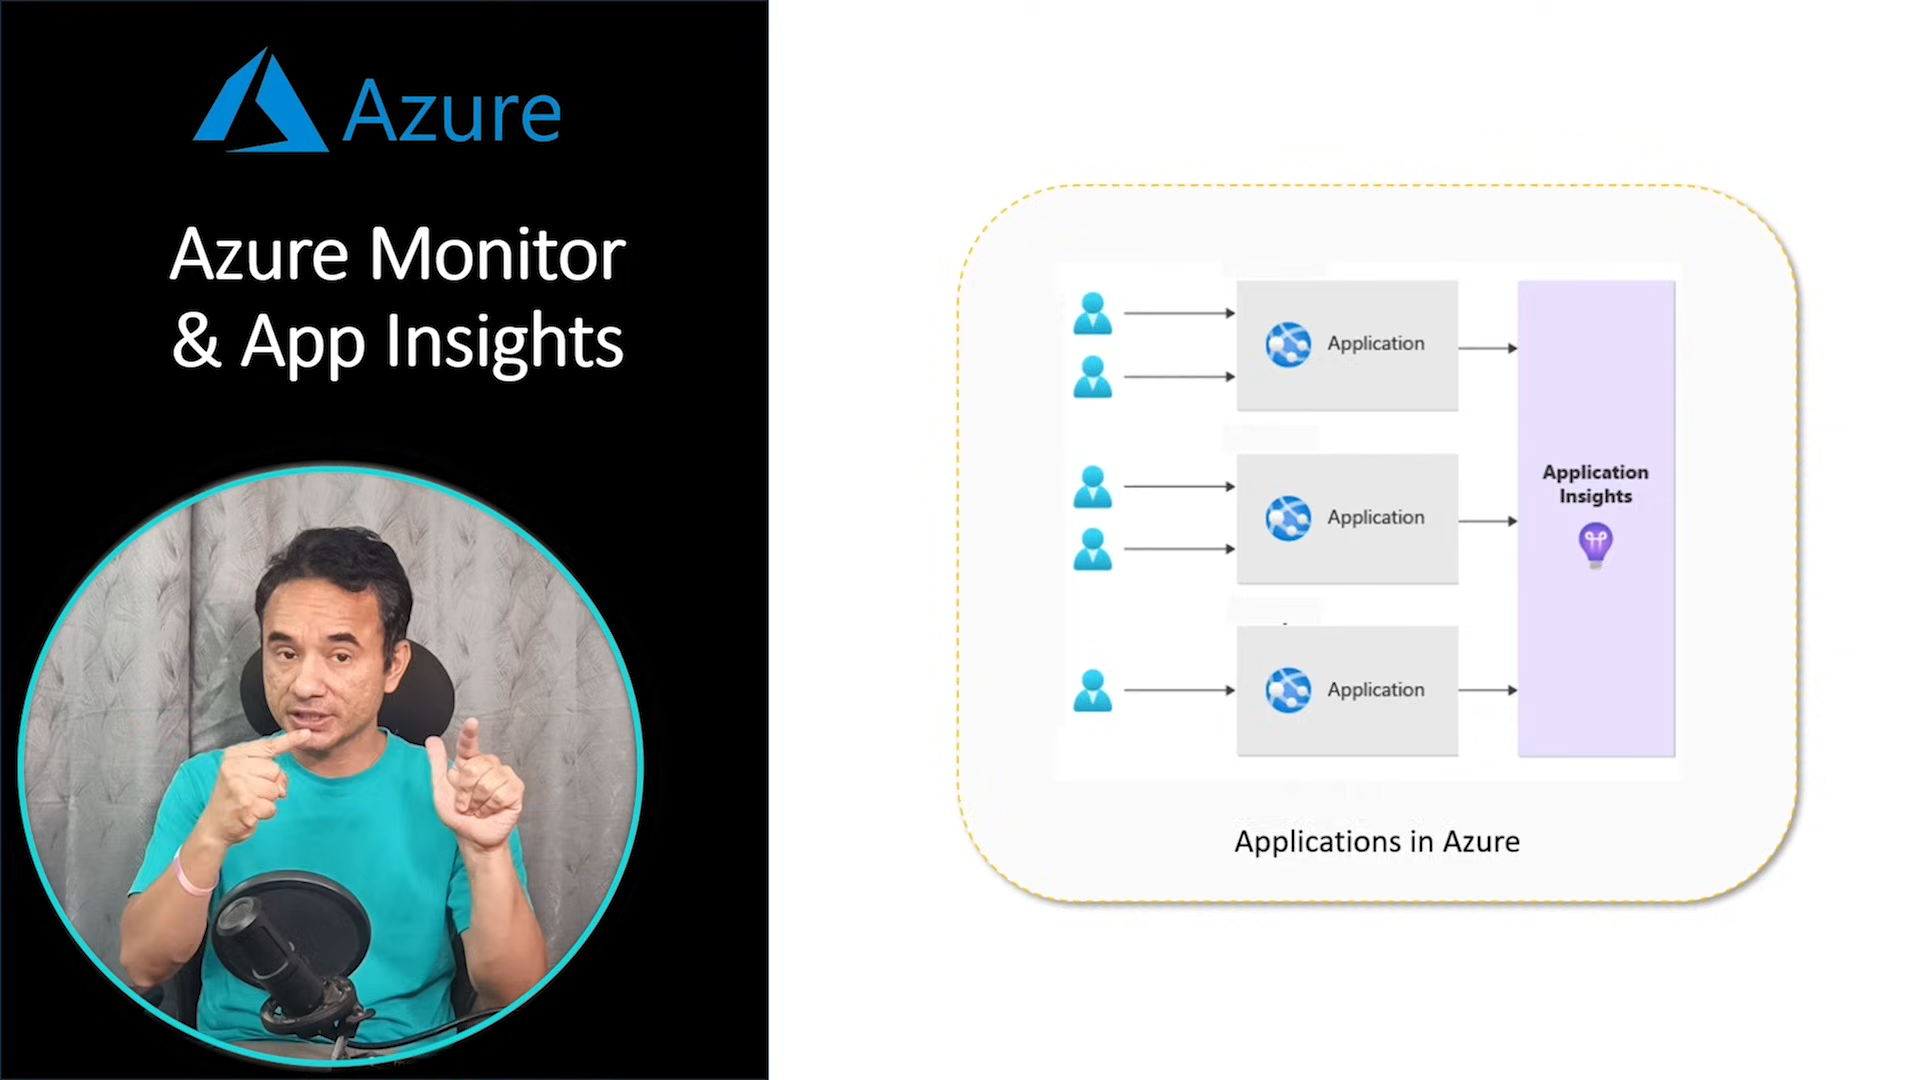 Azure
Azure Monitor
& App Insights
Application
Application
Application
Application
Insights
Applications in Azure